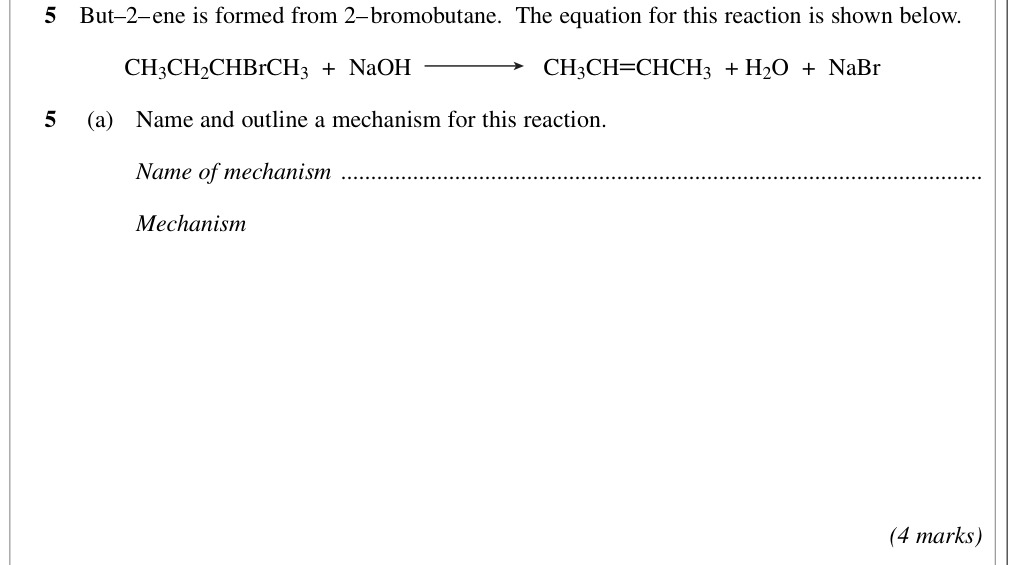 5 But–2–ene is formed from 2–bromobutane. The equation for this reaction is shown below.
CH₃CH₂CHBrCH₃ + NaOH ⟶ CH₃CH=CHCH₃ + H₂O + NaBr
5 (a) Name and outline a mechanism for this reaction.
Name of mechanism ............................................................................................................
Mechanism
(4 marks)